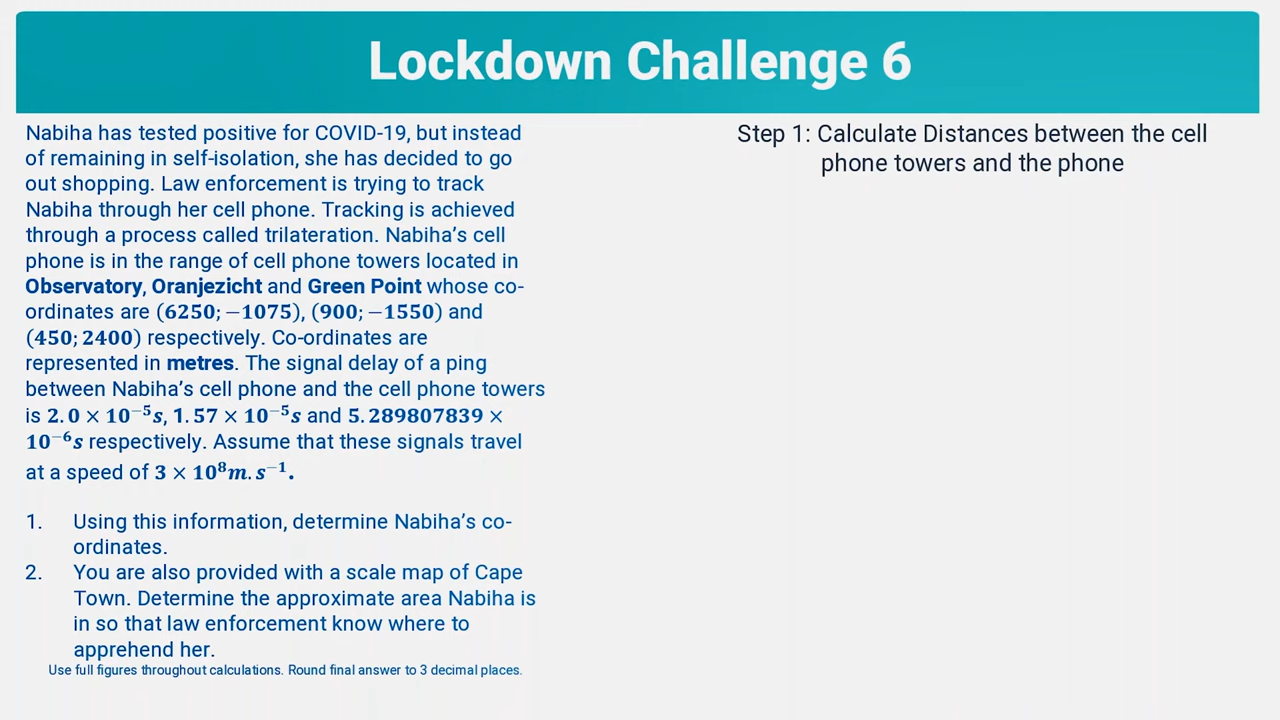 Lockdown Challenge 6
Nabiha has tested positive for COVID-19, but instead
of remaining in self-isolation, she has decided to go
out shopping. Law enforcement is trying to track
Nabiha through her cell phone. Tracking is achieved
through a process called trilateration. Nabiha’s cell
phone is in the range of cell phone towers located in
Observatory, Oranjezicht and Green Point whose co-
ordinates are (6250; −1075), (900; −1550) and
(450; 2400) respectively. Co-ordinates are
represented in metres. The signal delay of a ping
between Nabiha’s cell phone and the cell phone towers
is 2.0 × 10⁻⁵s, 1.57 × 10⁻⁵s and 5.289807839 ×
10⁻⁶s respectively. Assume that these signals travel
at a speed of 3 × 10⁸m.s⁻¹.
1. Using this information, determine Nabiha’s co-
ordinates.
2. You are also provided with a scale map of Cape
Town. Determine the approximate area Nabiha is
in so that law enforcement know where to
apprehend her.
Use full figures throughout calculations. Round final answer to 3 decimal places.
Step 1: Calculate Distances between the cell
phone towers and the phone